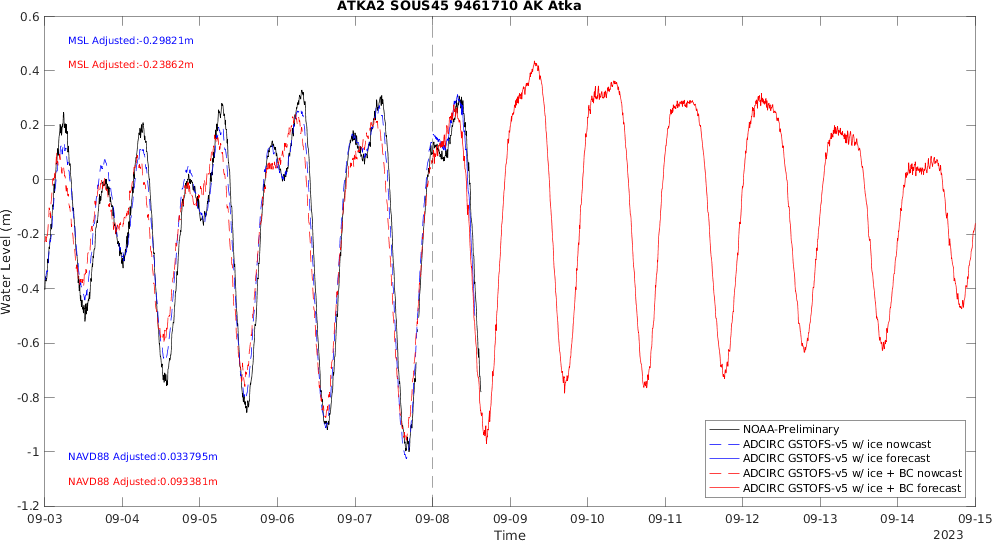 ATKA2 SOUS45 9461710 AK Atka
0.6
0.4
0.2
0
-0.2
-0.4
-0.6
-0.8
-1
-1.2
Water Level (m)
MSL Adjusted:-0.29821m
MSL Adjusted:-0.23862m
NAVD88 Adjusted:0.033795m
NAVD88 Adjusted:0.093381m
NOAA-Preliminary
ADCIRC GSTOFS-v5 w/ ice nowcast
ADCIRC GSTOFS-v5 w/ ice forecast
ADCIRC GSTOFS-v5 w/ ice + BC nowcast
ADCIRC GSTOFS-v5 w/ ice + BC forecast
09-03 09-04 09-05 09-06 09-07 09-08 09-09 09-10 09-11 09-12 09-13 09-14 09-15
Time
2023